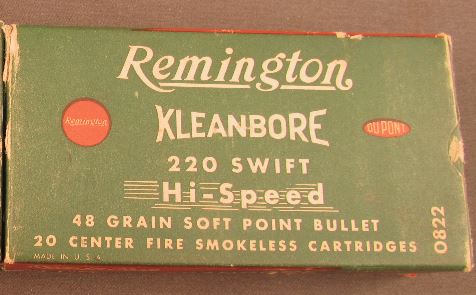 Remington
KLEANBORE
Remington
DU PONT
220 SWIFT
Hi-Speed
48 GRAIN SOFT POINT BULLET
20 CENTER FIRE SMOKELESS CARTRIDGES
MADE IN U. S. A.
0822